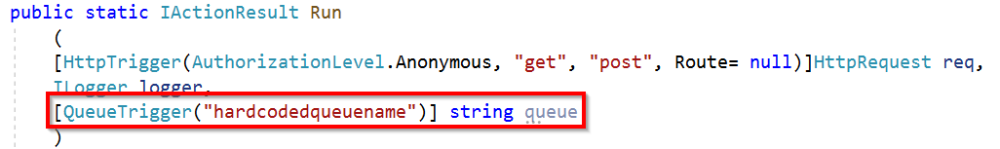 public static IActionResult Run
(
[HttpTrigger(AuthorizationLevel.Anonymous, "get", "post", Route= null)]HttpRequest req,
ILogger logger,
[QueueTrigger("hardcodedqueuename")] string queue
)